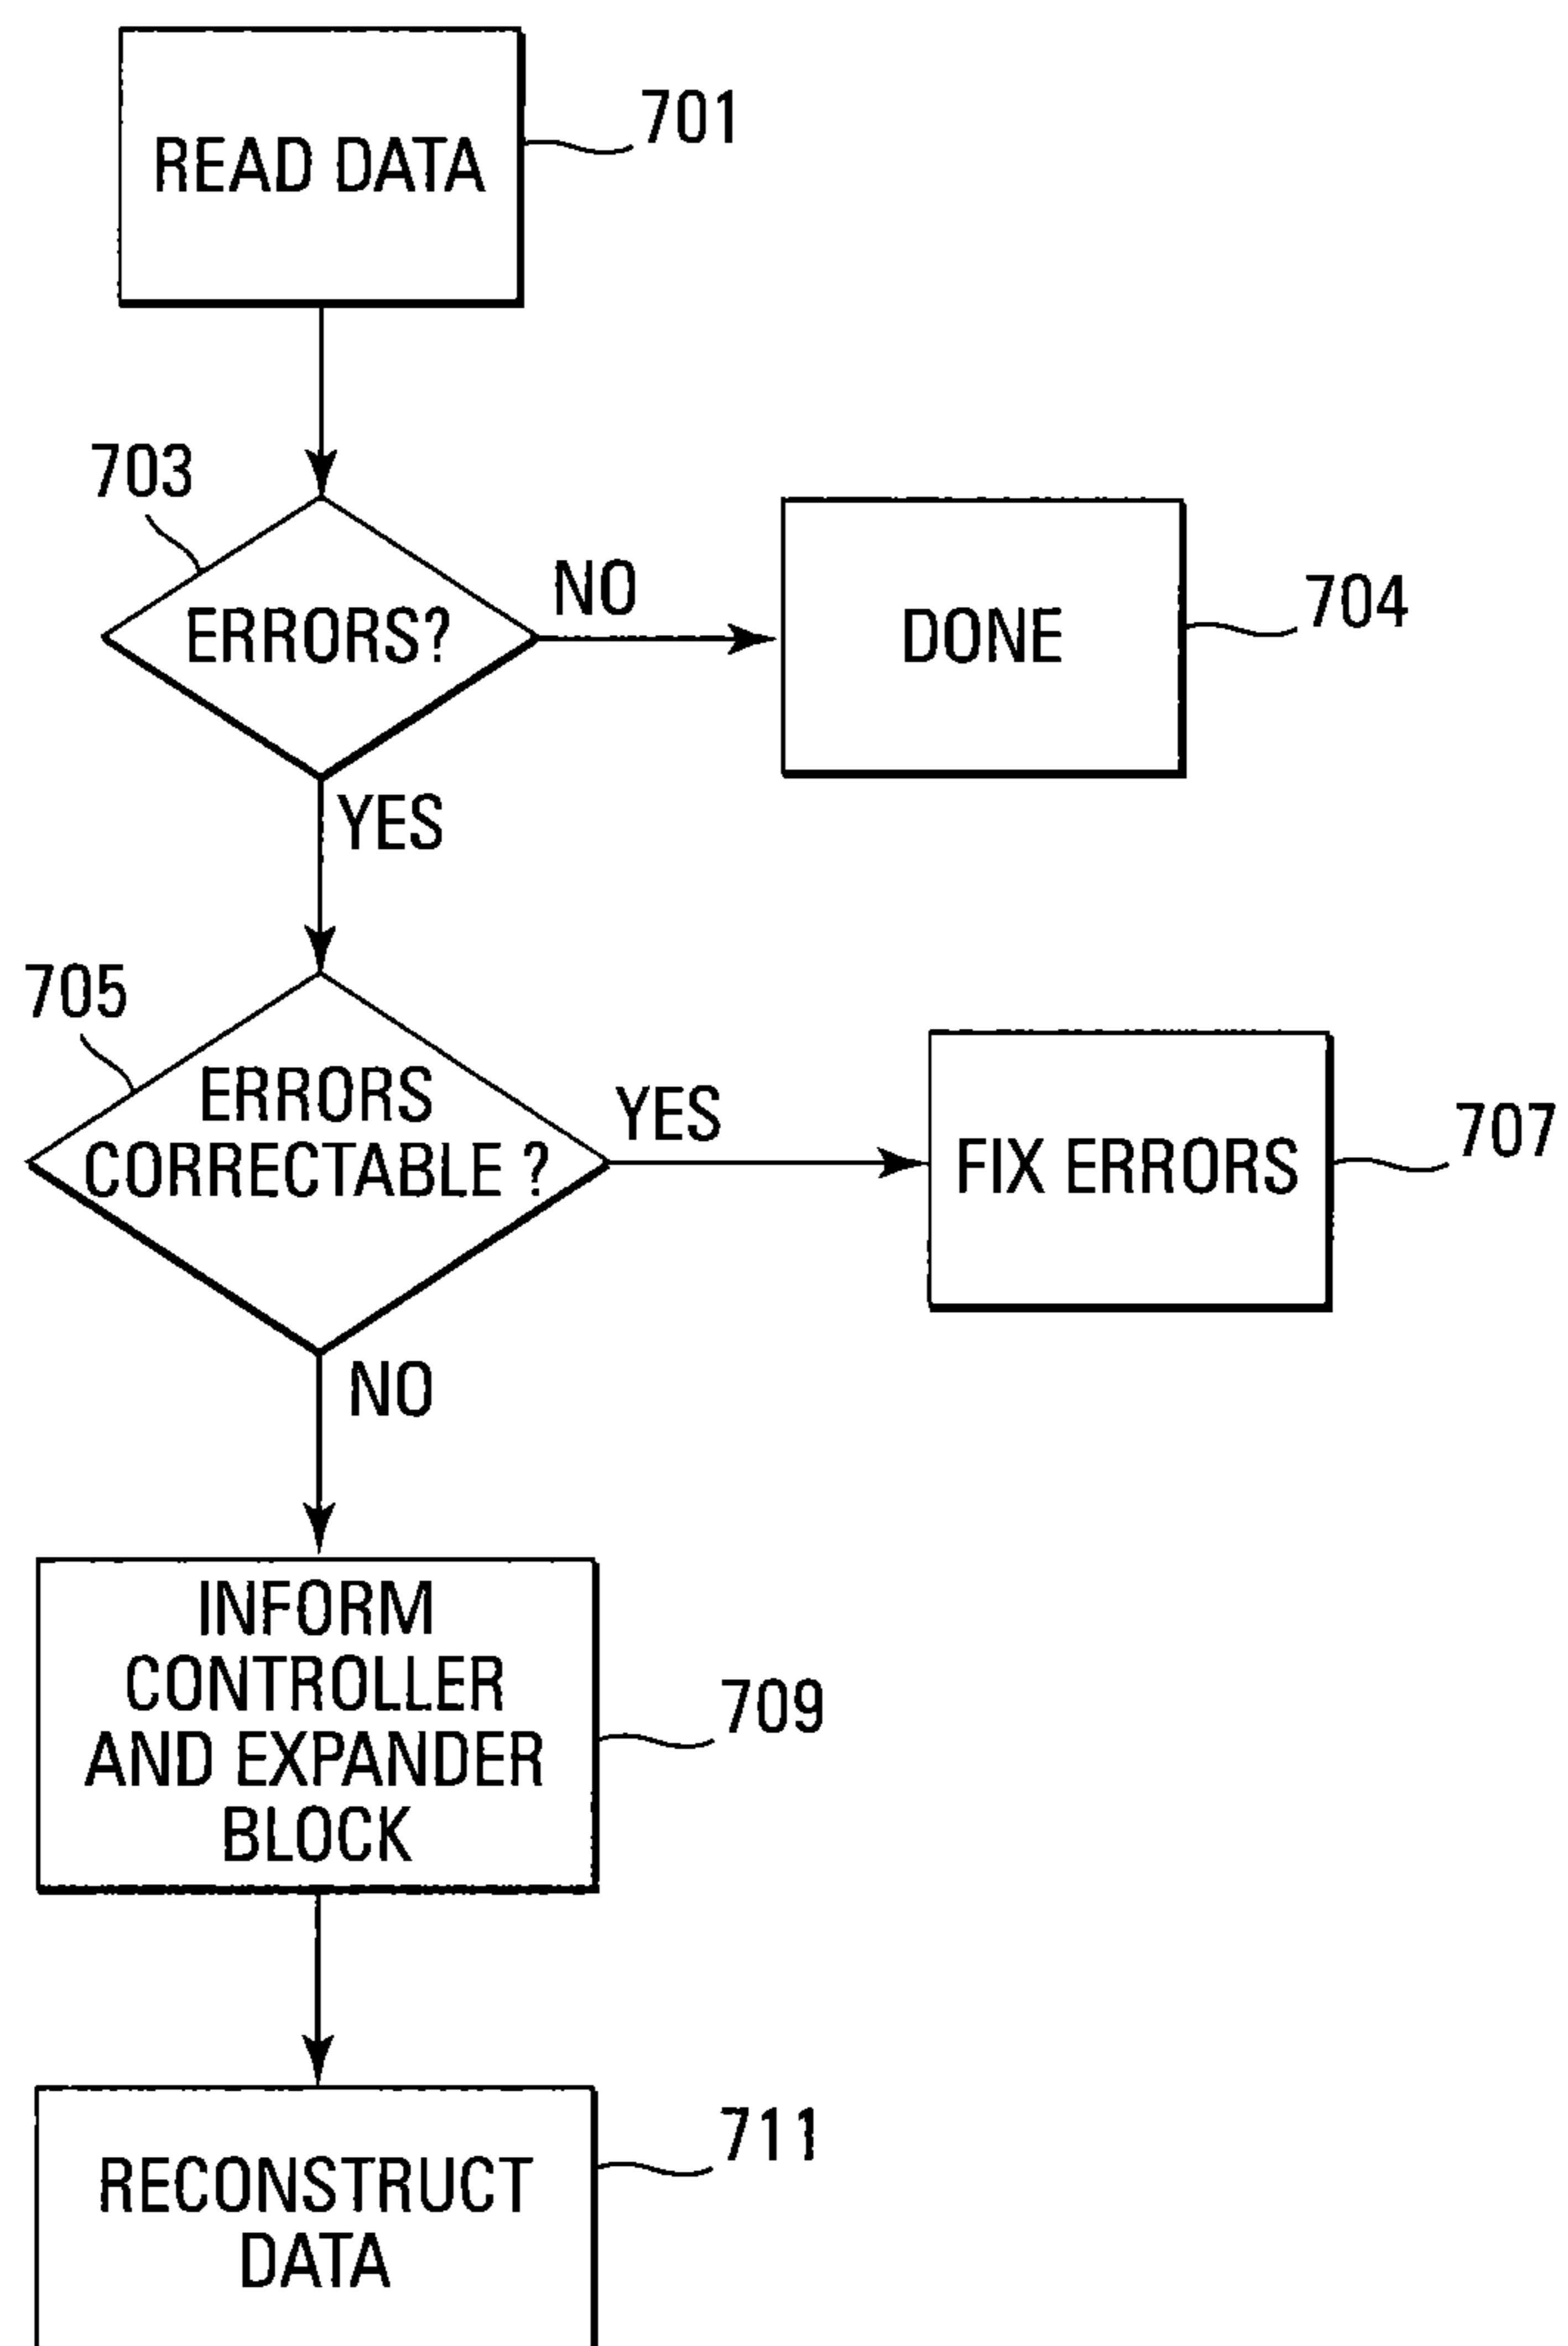 READ DATA
701
703
ERRORS?
NO
DONE
704
YES
705
ERRORS
CORRECTABLE ?
YES
FIX ERRORS
707
NO
INFORM
CONTROLLER
AND EXPANDER
BLOCK
709
RECONSTRUCT
DATA
711